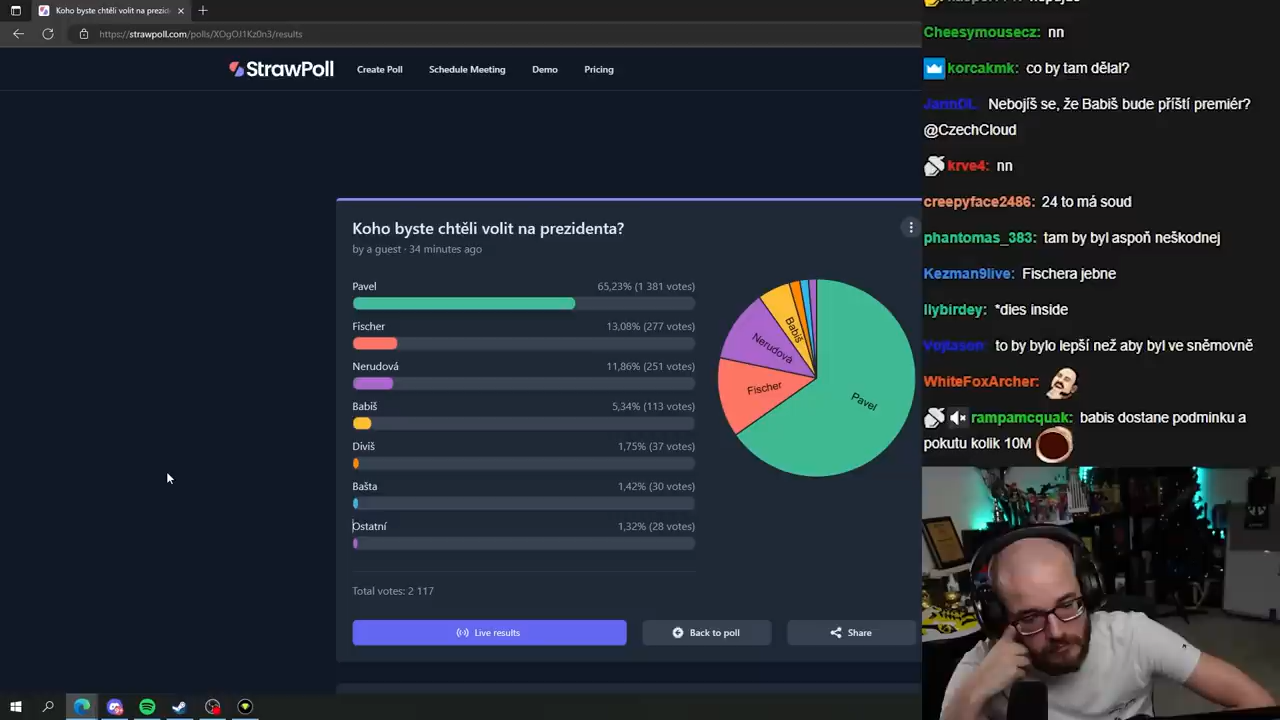 Koho byste chtěli volit na prezid
https://strawpoll.com/polls/XOgOJ1Kz0n3/results
StrawPoll
Create Poll
Schedule Meeting
Demo
Pricing
Koho byste chtěli volit na prezidenta?
by a guest · 34 minutes ago
Pavel 65,23% (1 381 votes)
Fischer 13,08% (277 votes)
Nerudová 11,86% (251 votes)
Babiš 5,34% (113 votes)
Diviš 1,75% (37 votes)
Bašta 1,42% (30 votes)
Ostatní 1,32% (28 votes)
Total votes: 2 117
Live results
Back to poll
Share
Babiš
Nerudová
Fischer
Pavel
Cheesymousecz: nn
korcakmk: co by tam dělal?
JannDL Nebojíš se, že Babiš bude příští premiér?
@CzechCloud
krve4: nn
creepyface2486: 24 to má soud
phantomas_383: tam by byl aspoň neškodnej
Kezman9live: Fischera jebne
llybirdey: *dies inside
Vojtason: to by bylo lepší než aby byl ve sněmovně
WhiteFoxArcher:
rampamcquak: babis dostane podmínku a
pokutu kolik 10M